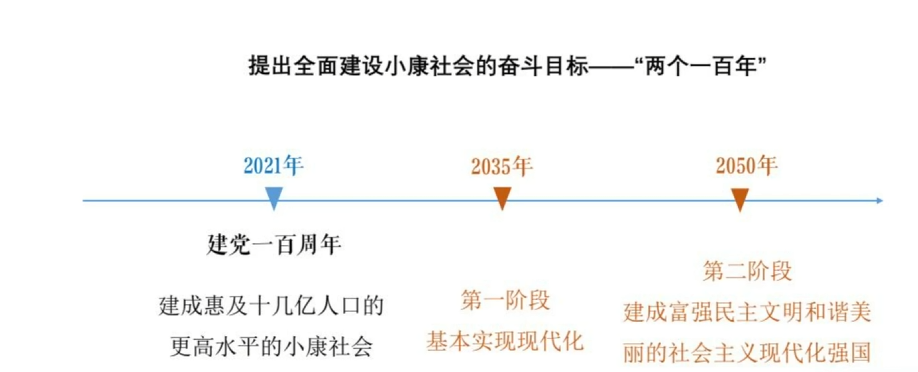 提出全面建设小康社会的奋斗目标——“两个一百年”
2021年
2035年
2050年
建党一百周年
建成惠及十几亿人口的
更高水平的小康社会
第一阶段
基本实现现代化
第二阶段
建成富强民主文明和谐美
丽的社会主义现代化强国